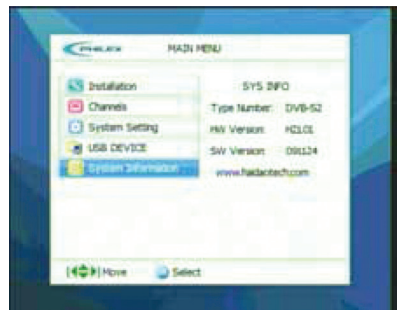 PHILEX
MAIN MENU
Installation
Channels
System Setting
USB DEVICE
System Information
SYS INFO
Type Number: DVB-S2
HW Version: HZL01
SW Version: 091124
www.haidaotech.com
Move
Select